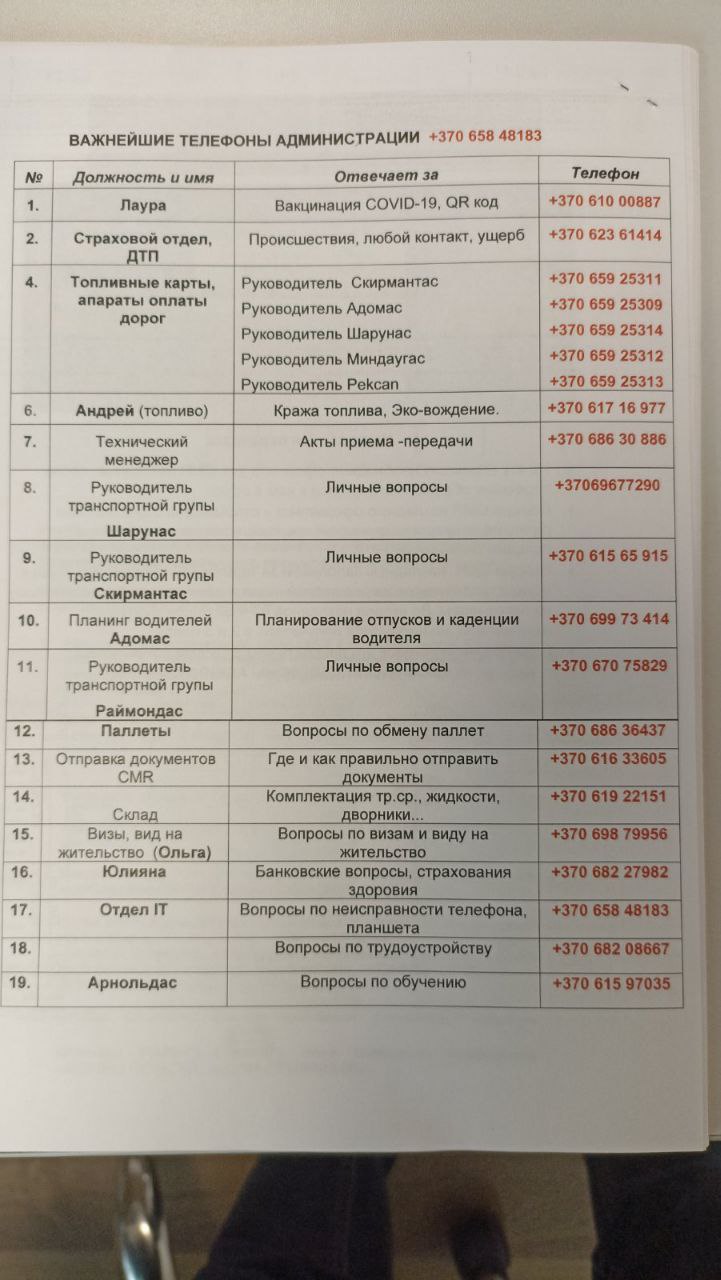 ВАЖНЕЙШИЕ ТЕЛЕФОНЫ АДМИНИСТРАЦИИ +370 658 48183
№ Должность и имя Отвечает за Телефон
1. Лаура Вакцинация COVID-19, QR код +370 610 00887
2. Страховой отдел, Происшествия, любой контакт, ущерб +370 623 61414
ДТП
4. Топливные карты, Руководитель Скирмантас +370 659 25311
апараты оплаты Руководитель Адомас +370 659 25309
дорог Руководитель Шарунас +370 659 25314
Руководитель Миндаугас +370 659 25312
Руководитель Рекcan +370 659 25313
6. Андрей (топливо) Кража топлива, Эко-вождение. +370 617 16 977
7. Технический Акты приема -передачи +370 686 30 886
менеджер
8. Руководитель Личные вопросы +37069677290
транспортной групы
Шарунас
9. Руководитель Личные вопросы +370 615 65 915
транспортной групы
Скирмантас
10. Планинг водителей Планирование отпусков и каденции +370 699 73 414
Адомас водителя
11. Руководитель Личные вопросы +370 670 75829
транспортной групы
Раймондас
12. Паллеты Вопросы по обмену паллет +370 686 36437
13. Отправка документов Где и как правильно отправить +370 616 33605
CMR документы
14. Комплектация тр.ср., жидкости, +370 619 22151
Склад дворники...
15. Визы, вид на Вопросы по визам и виду на +370 698 79956
жительство (Ольга) жительство
16. Юлияна Банковские вопросы, страхования +370 682 27982
здоровия
17. Отдел IT Вопросы по неисправности телефона, +370 658 48183
планшета
18. Вопросы по трудоустройству +370 682 08667
19. Арнольдас Вопросы по обучению +370 615 97035